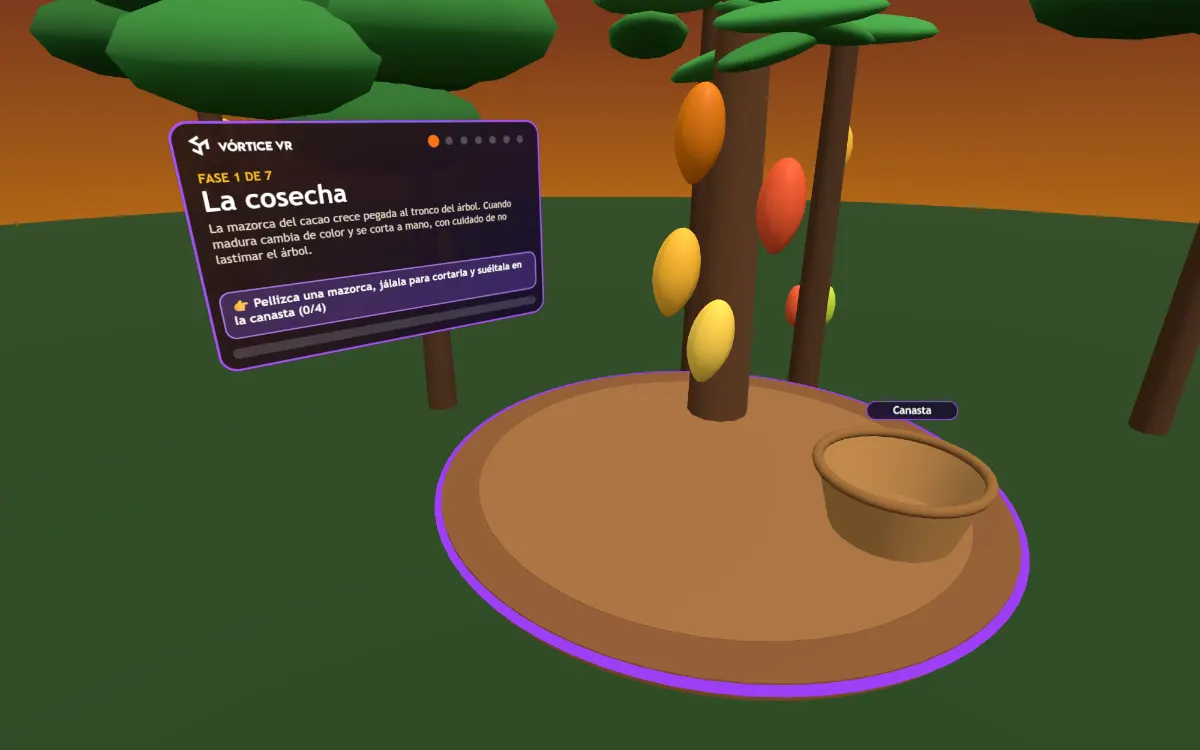 VÓRTICE VR
FASE 1 DE 7
La cosecha
La mazorca del cacao crece pegada al tronco del árbol. Cuando
madura cambia de color y se corta a mano, con cuidado de no
lastimar el árbol.
👉 Pellizca una mazorca, jálala para cortarla y suéltala en
la canasta (0/4)
Canasta